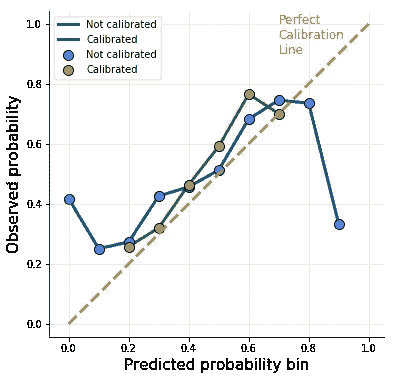 Not calibrated
Calibrated
Not calibrated
Calibrated
Perfect
Calibration
Line
Observed probability
1.0
0.8
0.6
0.4
0.2
0.0
0.0 0.2 0.4 0.6 0.8 1.0
Predicted probability bin